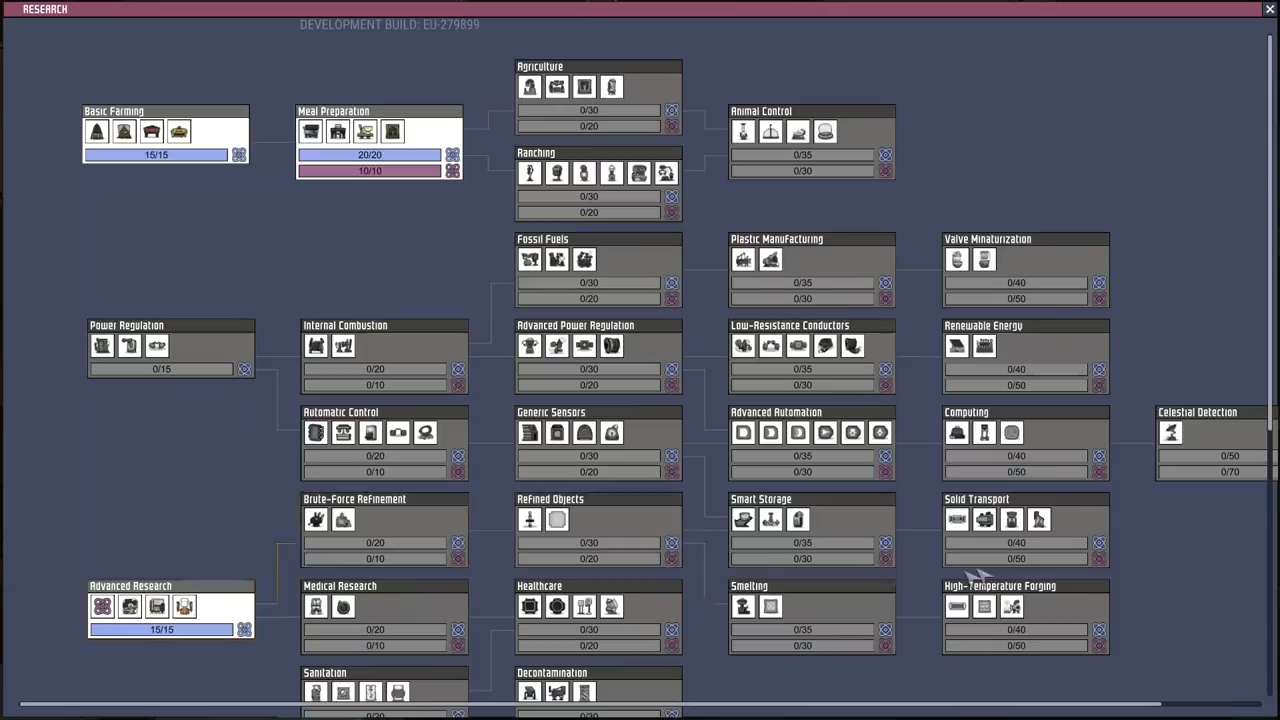 RESEARCH
DEVELOPMENT BUILD: EU-279899
Agriculture
0/30
0/20
Basic Farming
15/15
Meal Preparation
20/20
10/10
Animal Control
0/35
0/30
Ranching
0/30
0/20
Fossil Fuels
0/30
0/20
Plastic Manufacturing
0/35
0/30
Valve Minaturization
0/40
0/50
Power Regulation
0/15
Internal Combustion
0/20
0/10
Advanced Power Regulation
0/30
0/20
Low-Resistance Conductors
0/35
0/30
Renewable Energy
0/40
0/50
Automatic Control
0/20
0/10
Generic Sensors
0/30
0/20
Advanced Automation
0/35
0/30
Computing
0/40
0/50
Celestial Detection
0/50
0/70
Brute-Force Refinement
0/20
0/10
Refined Objects
0/30
0/20
Smart Storage
0/35
0/30
Solid Transport
0/40
0/50
Advanced Research
15/15
Medical Research
0/20
0/10
Healthcare
0/30
0/20
Smelting
0/35
0/30
High-Temperature Forging
0/40
0/50
Sanitation
0/20
Decontamination
0/30